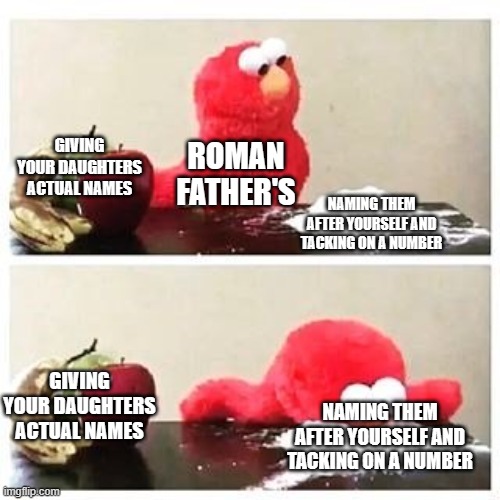 GIVING
YOUR DAUGHTERS
ACTUAL NAMES
ROMAN
FATHER'S
NAMING THEM
AFTER YOURSELF AND
TACKING ON A NUMBER
GIVING
YOUR DAUGHTERS
ACTUAL NAMES
NAMING THEM
AFTER YOURSELF AND
TACKING ON A NUMBER
imgflip.com